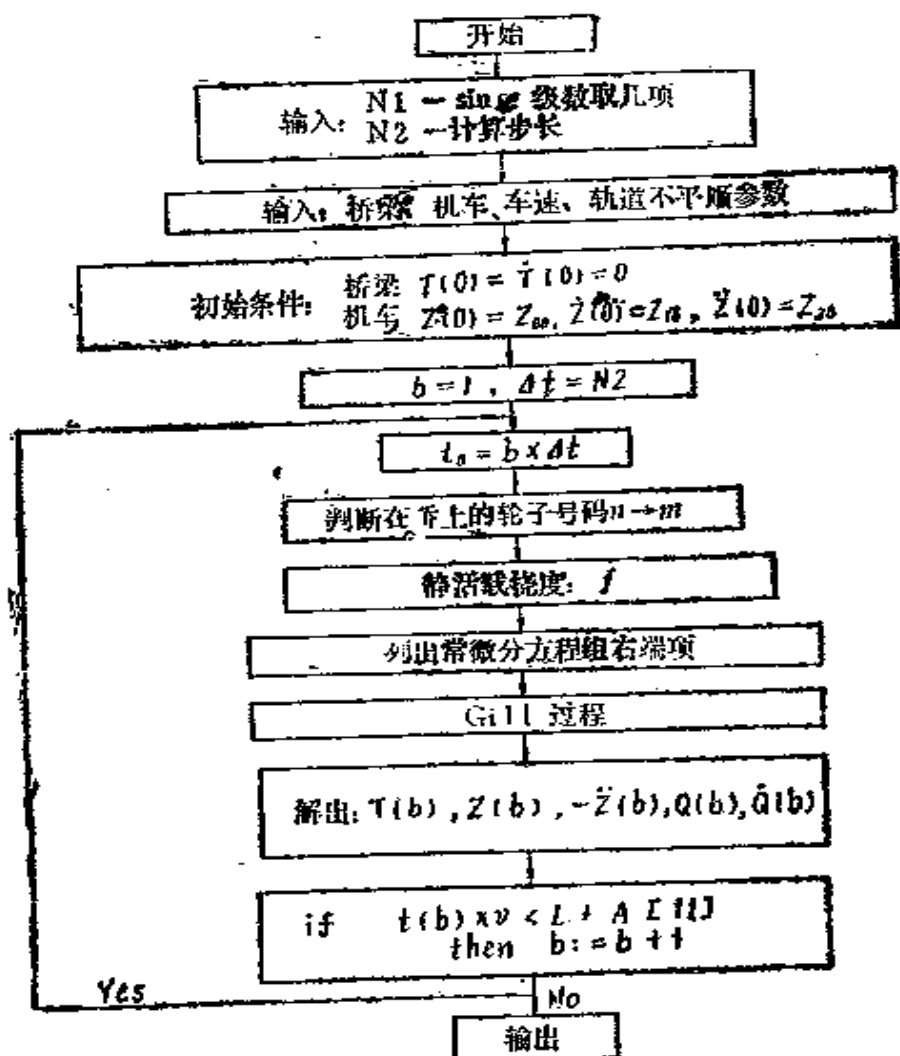 开始
输入: N1 - sin 级数取几项
N2 - 计算步长
输入: 桥梁、机车、车速、轨道不平顺参数
初始条件: 桥梁 T(0) = Ṫ(0) = 0
机车 Z(0) = Z₀₀, Ż(0) = Z₁₀, Z̈(0) = Z₂₀
b = 1, Δt = N2
t₀ = b × Δt
判断在 上的轮子号码n→m
静活载挠度: f
列出常微分方程组右端项
Gill 过程
解出: T(b), Z(b), -Z̈(b), Q(b), Q̇(b)
if t(b)×v < L + A [11]
then b: = b + 1
Yes
No
输出